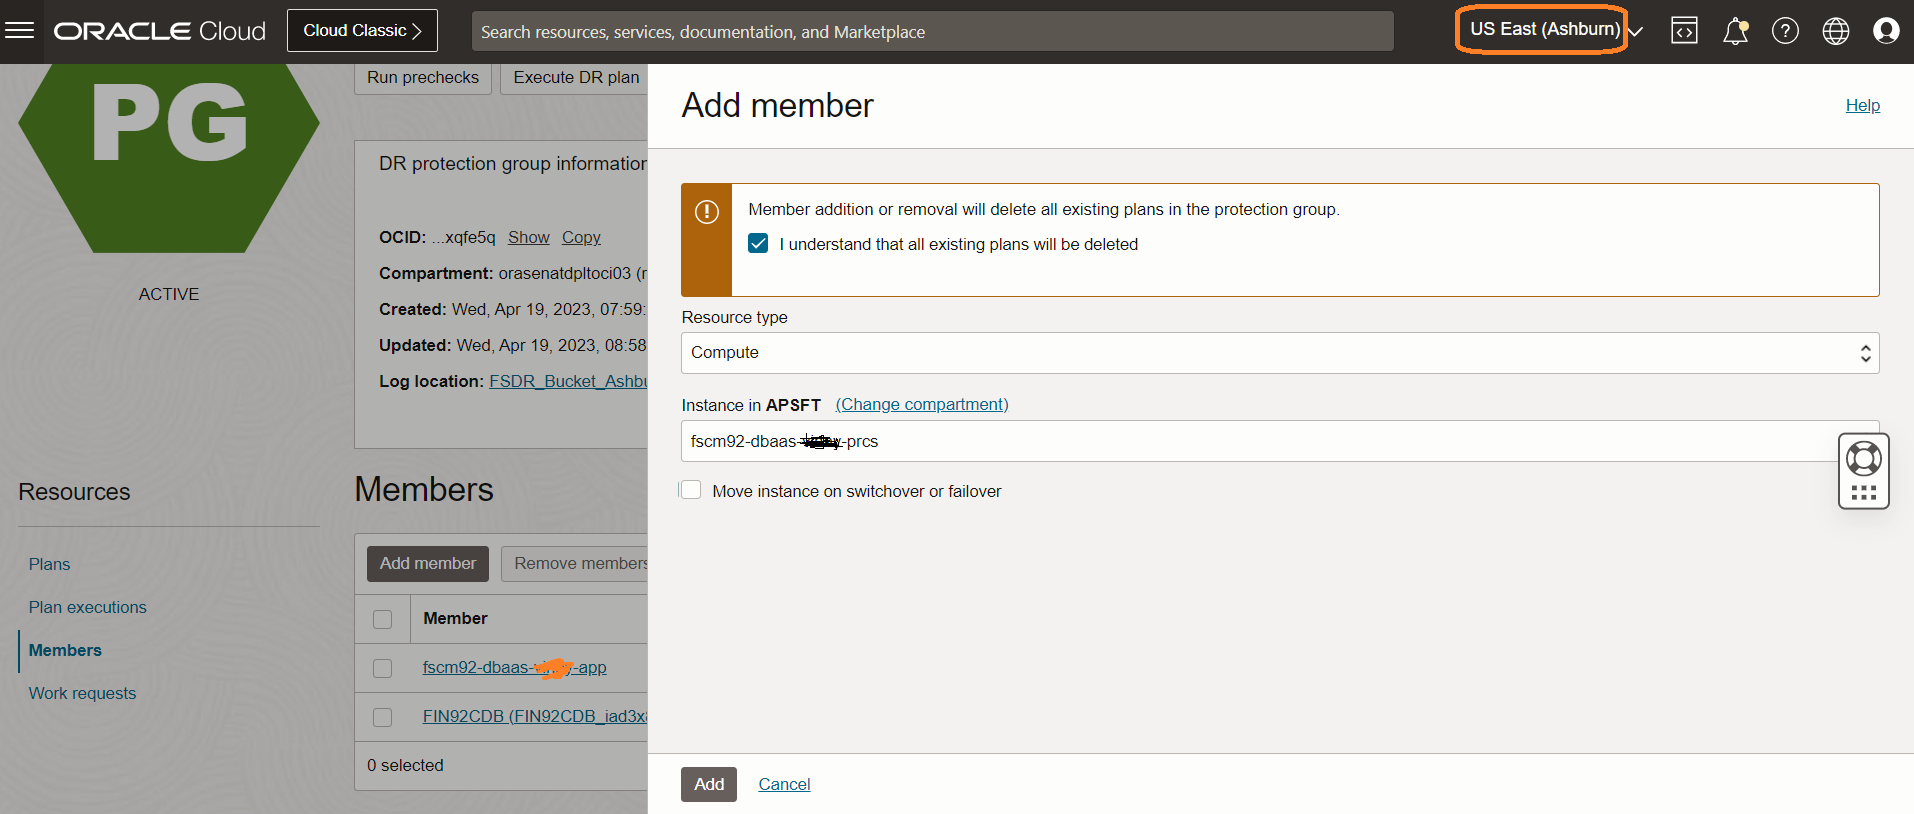 ORACLE Cloud
Cloud Classic
Search resources, services, documentation, and Marketplace
US East (Ashburn)
PG
ACTIVE
Run prechecks
Execute DR plan
DR protection group information
OCID: ...xqfe5q Show Copy
Compartment: orasenatdpltoci03 (r
Created: Wed, Apr 19, 2023, 07:59:
Updated: Wed, Apr 19, 2023, 08:58
Log location: FSDR_Bucket_Ashbu
Resources
Plans
Plan executions
Members
Work requests
Members
Add member
Remove members
Member
fscm92-dbaas- -app
FIN92CDB (FIN92CDB_iad3x
0 selected
Add member
Help
Member addition or removal will delete all existing plans in the protection group.
I understand that all existing plans will be deleted
Resource type
Compute
Instance in APSFT (Change compartment)
fscm92-dbaas- -prcs
Move instance on switchover or failover
Add
Cancel